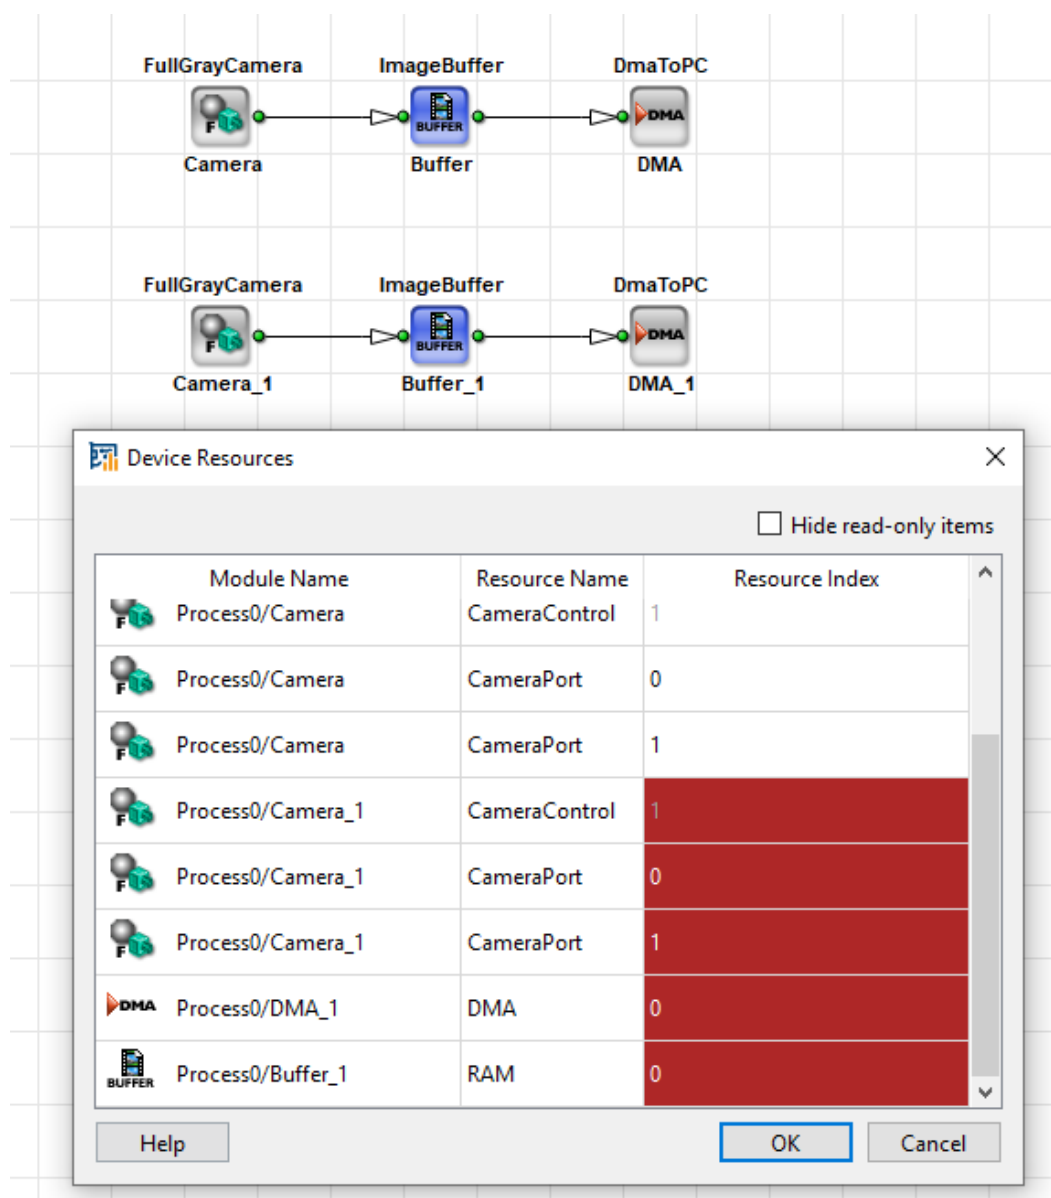 FullGrayCamera ImageBuffer DmaToPC
F BUFFER DMA
Camera Buffer DMA
FullGrayCamera ImageBuffer DmaToPC
F BUFFER DMA
Camera_1 Buffer_1 DMA_1
Device Resources
Hide read-only items
Module Name Resource Name Resource Index
F Process0/Camera CameraControl 1
F Process0/Camera CameraPort 0
F Process0/Camera CameraPort 1
F Process0/Camera_1 CameraControl 1
F Process0/Camera_1 CameraPort 0
F Process0/Camera_1 CameraPort 1
DMA Process0/DMA_1 DMA 0
BUFFER Process0/Buffer_1 RAM 0
Help OK Cancel